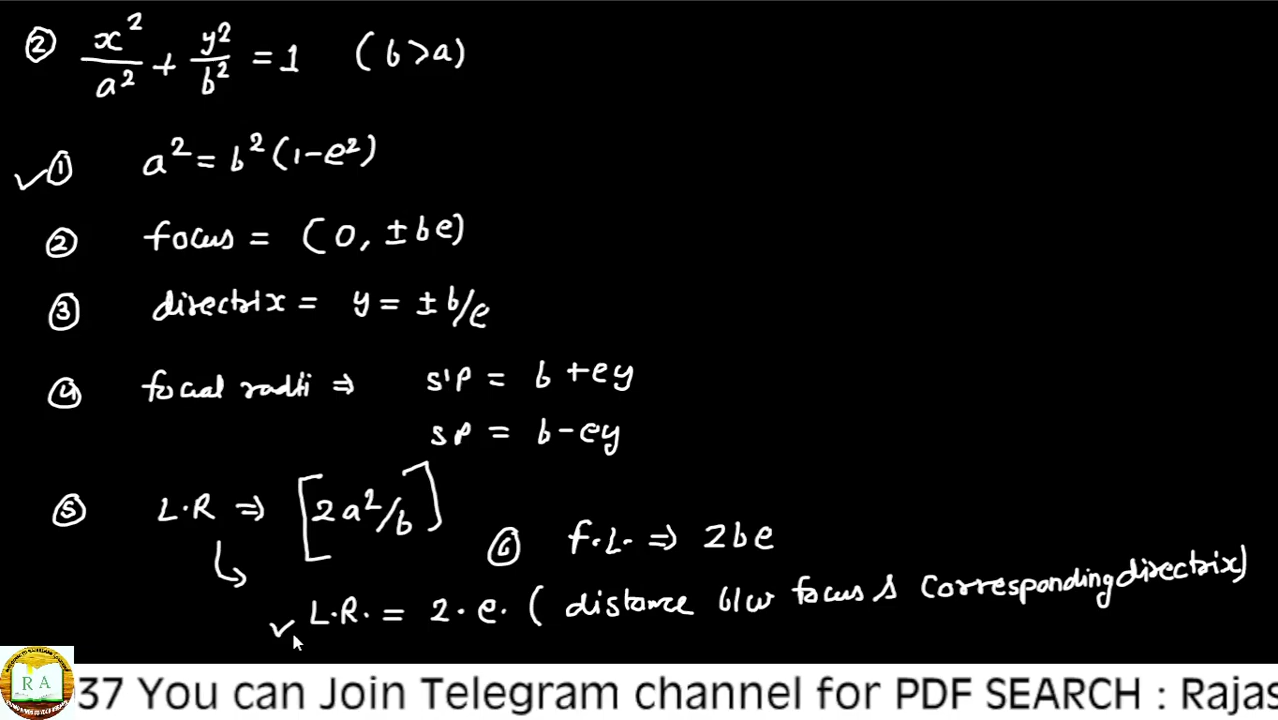 ② x²/a² + y²/b² = 1 (b>a)
① a² = b²(1-e²)
② focus = (0, ±be)
③ directrix = y = ±b/e
④ focal radii ⇒ S'P = b+ey
SP = b-ey
⑤ L.R ⇒ [2a²/b]
⑥ F.L. ⇒ 2be
L.R. = 2.e. (distance b/w focus & corresponding directrix)
RA
37 You can Join Telegram channel for PDF SEARCH : Rajas